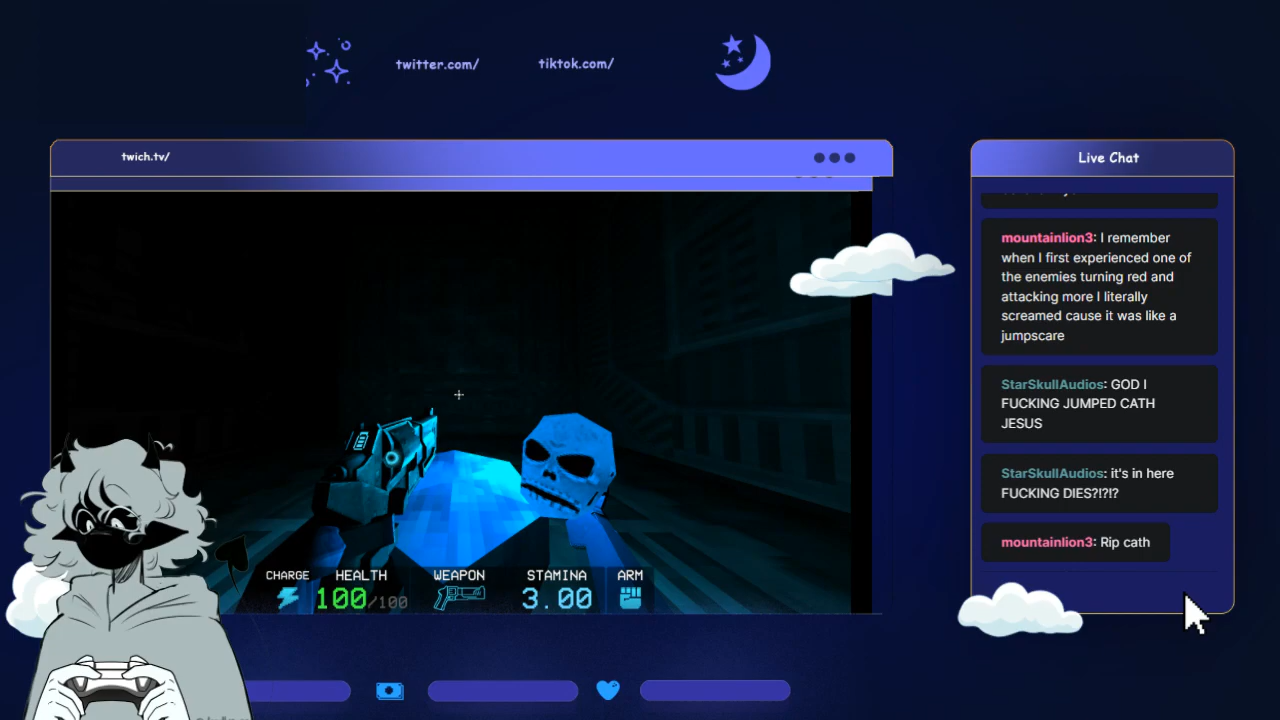 twitter.com/
tiktok.com/
twich.tv/
Live Chat
mountainlion3: I remember
when I first experienced one of
the enemies turning red and
attacking more I literally
screamed cause it was like a
jumpscare
StarSkullAudios: GOD I
FUCKING JUMPED CATH
JESUS
StarSkullAudios: it's in here
FUCKING DIES?!?!?
mountainlion3: Rip cath
CHARGE HEALTH WEAPON STAMINA ARM
100/100 3.00